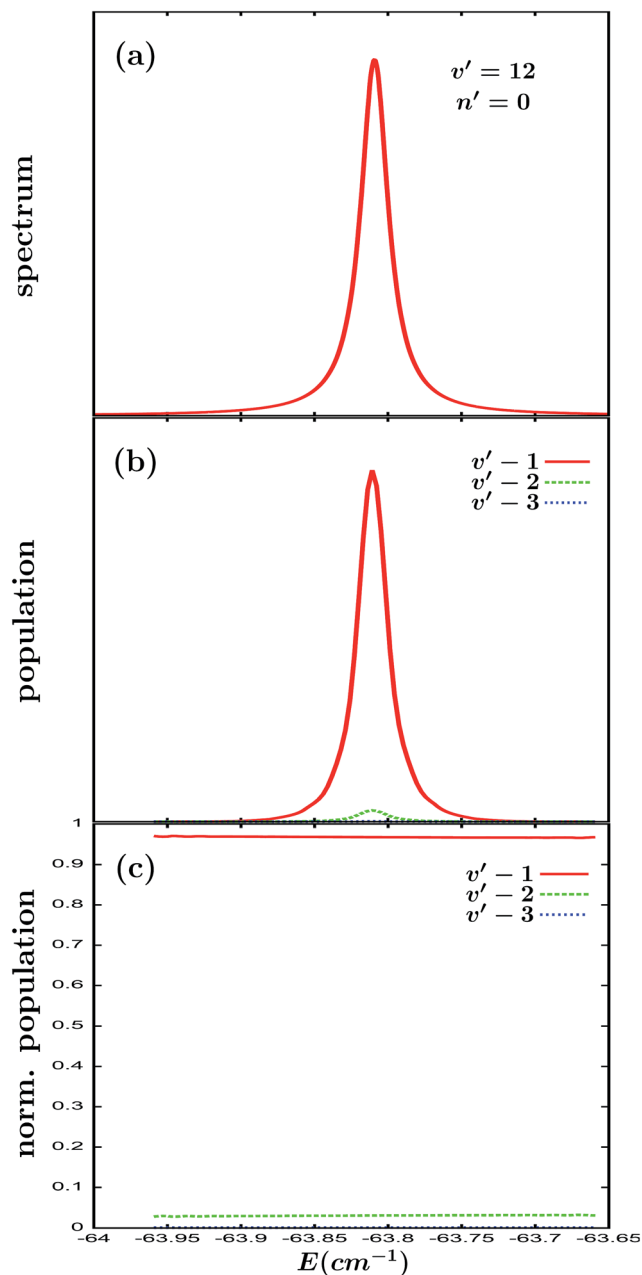 (a)
v′ = 12
n′ = 0
spectrum
(b)
v′ − 1
v′ − 2
v′ − 3
population
1
0.9
(c)
v′ − 1
v′ − 2
v′ − 3
0.8
0.7
0.6
0.5
0.4
0.3
0.2
0.1
0
norm. population
-64 -63.95 -63.9 -63.85 -63.8 -63.75 -63.7 -63.65
E(cm⁻¹)